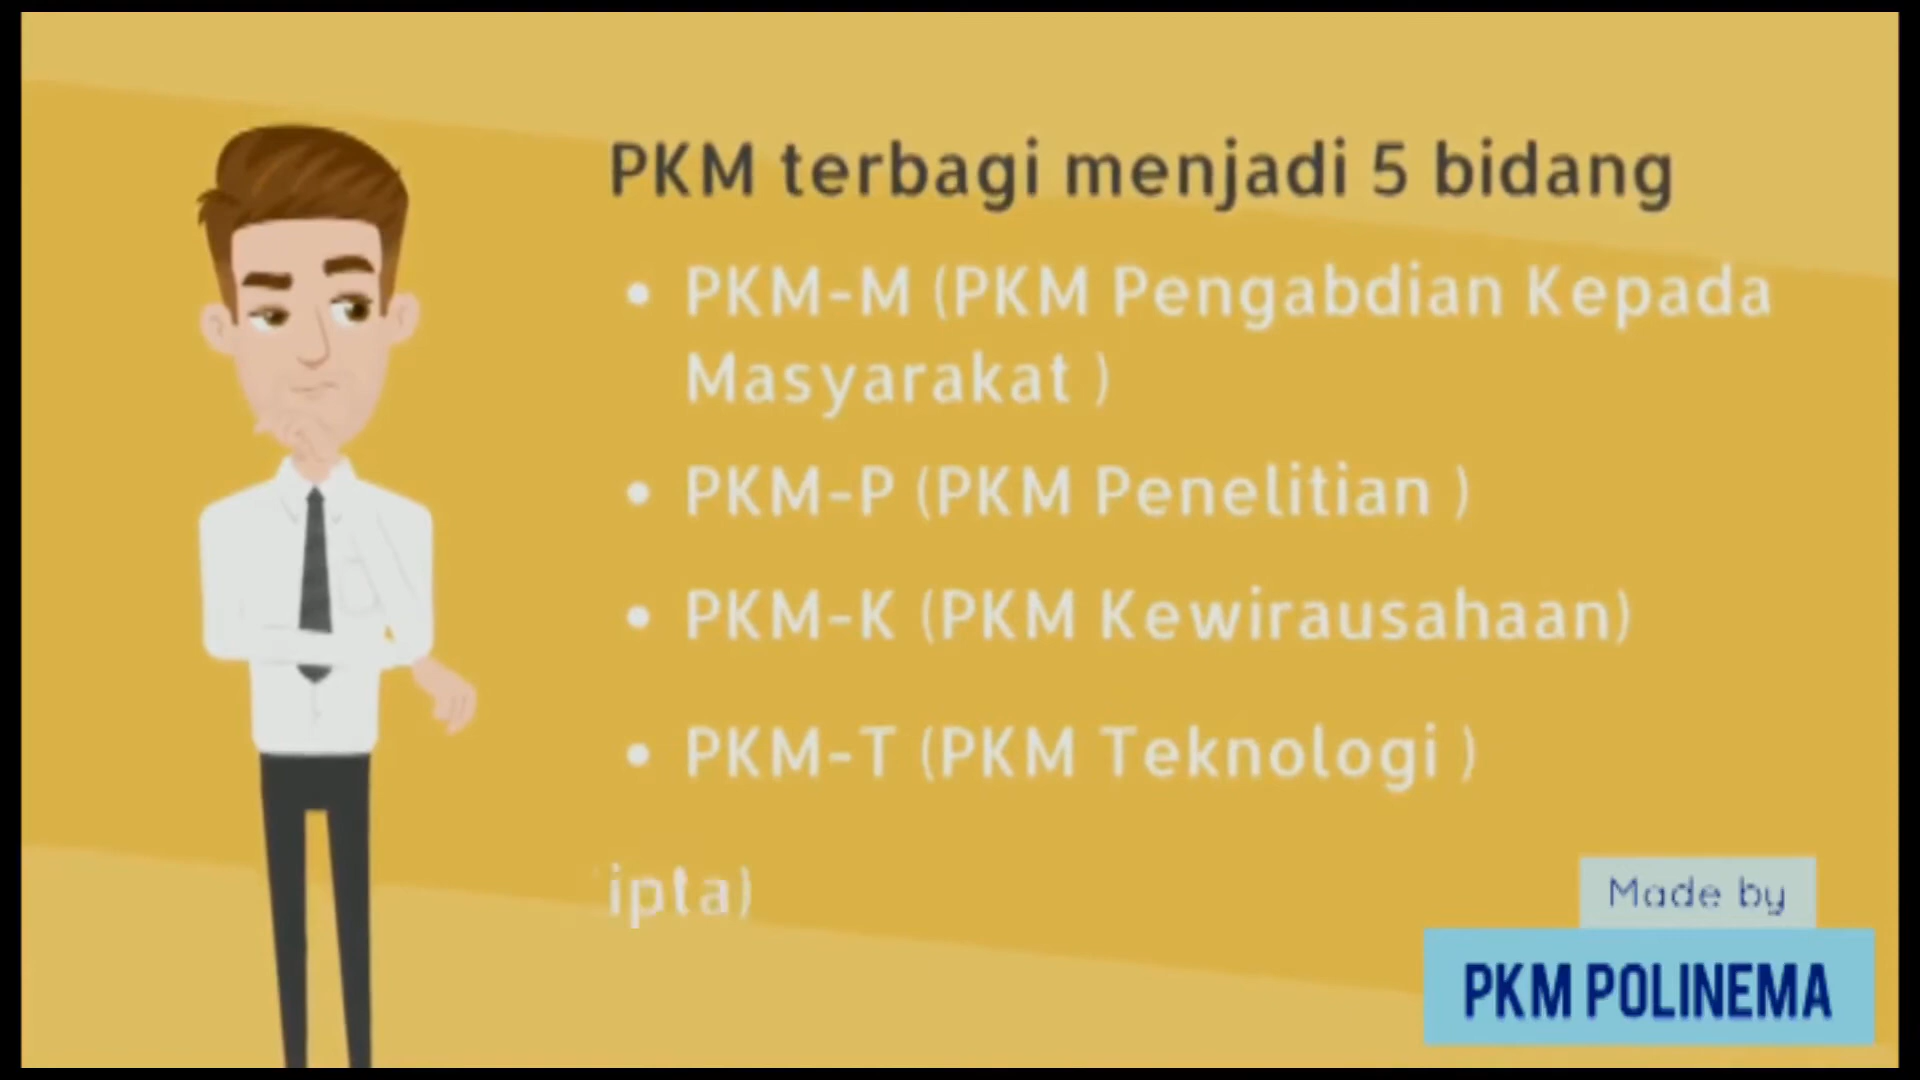 PKM terbagi menjadi 5 bidang
• PKM-M (PKM Pengabdian Kepada
Masyarakat )
• PKM-P (PKM Penelitian )
• PKM-K (PKM Kewirausahaan)
• PKM-T (PKM Teknologi )
ipta)
Made by
PKM POLINEMA